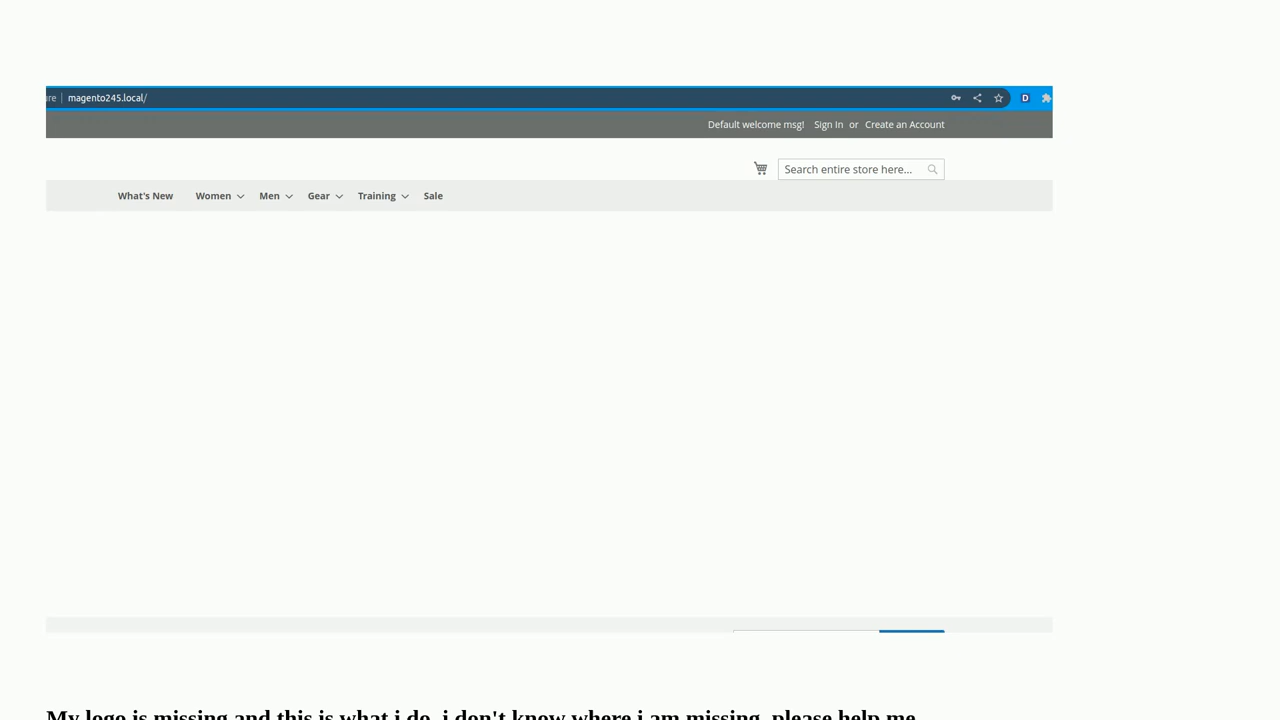 magento245.local/
Default welcome msg! Sign In or Create an Account
Search entire store here...
What's New Women Men Gear Training Sale
My logo is missing and this is what i do, i don't know where i am missing, please help me